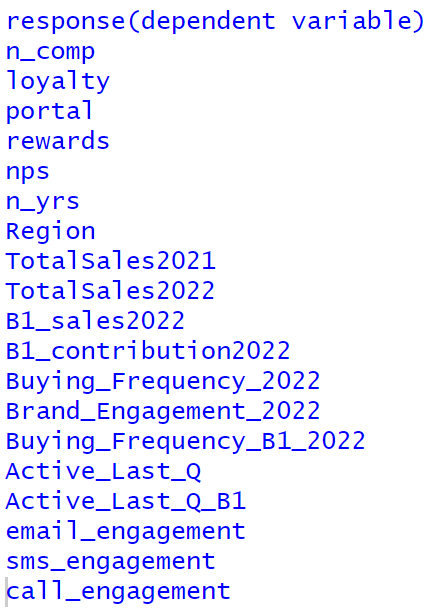 response(dependent variable)
n_comp
loyalty
portal
rewards
nps
n_yrs
Region
TotalSales2021
TotalSales2022
B1_sales2022
B1_contribution2022
Buying_Frequency_2022
Brand_Engagement_2022
Buying_Frequency_B1_2022
Active_Last_Q
Active_Last_Q_B1
email_engagement
sms_engagement
call_engagement